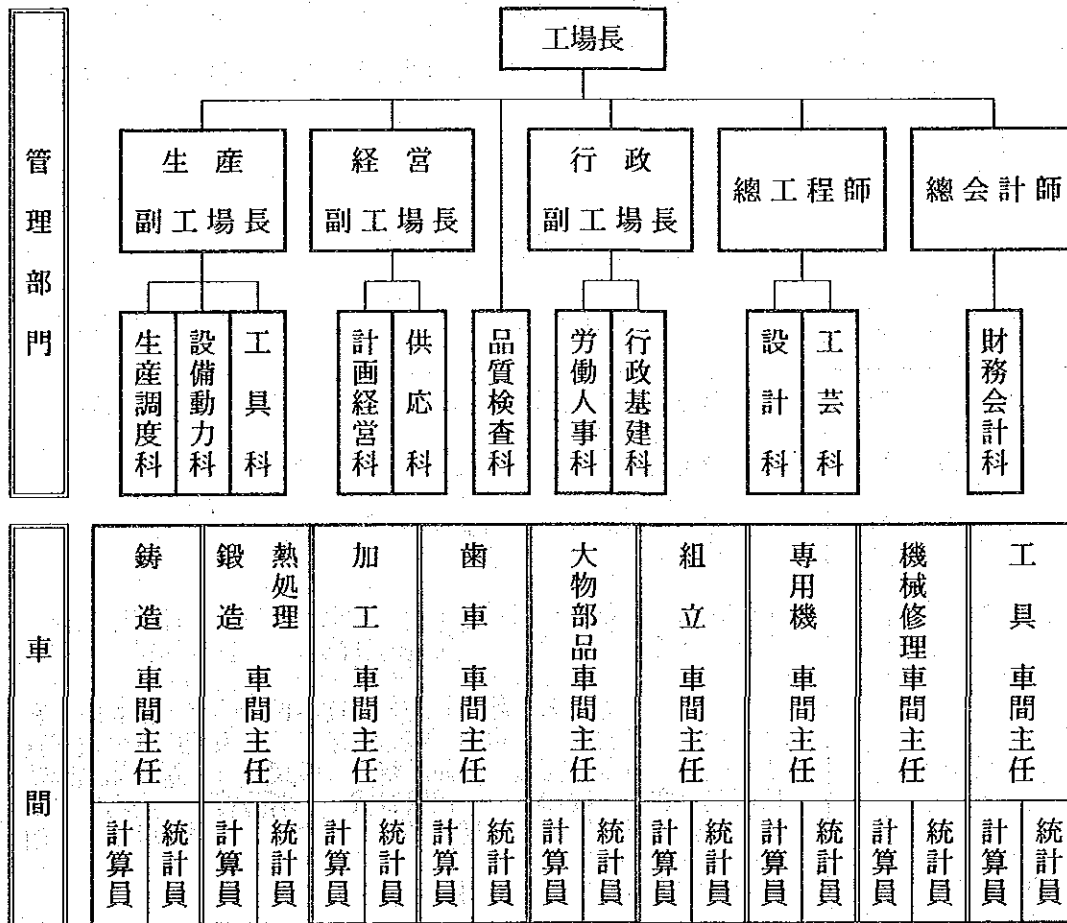 工場長
管理部門
生産
副工場長
経営
副工場長
行政
副工場長
總工程師
總会計師
生産調度科
設備動力科
工具科
計画経営科
供応科
品質検査科
労働人事科
行政基建科
設計科
工芸科
財務会計科
車間
鋳造車間主任
鍛造熱処理車間主任
加工車間主任
歯車車間主任
大物部品車間主任
組立車間主任
専用機車間主任
機械修理車間主任
工具車間主任
計算員
統計員
計算員
統計員
計算員
統計員
計算員
統計員
計算員
統計員
計算員
統計員
計算員
統計員
計算員
統計員
計算員
統計員